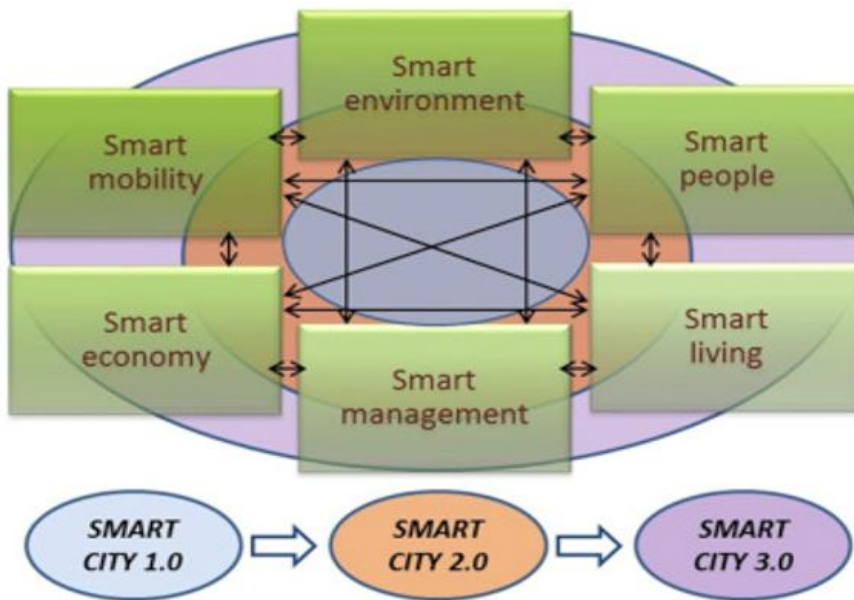 Smart
environment
Smart
mobility
Smart
people
Smart
economy
Smart
management
Smart
living
SMART
CITY 1.0
SMART
CITY 2.0
SMART
CITY 3.0